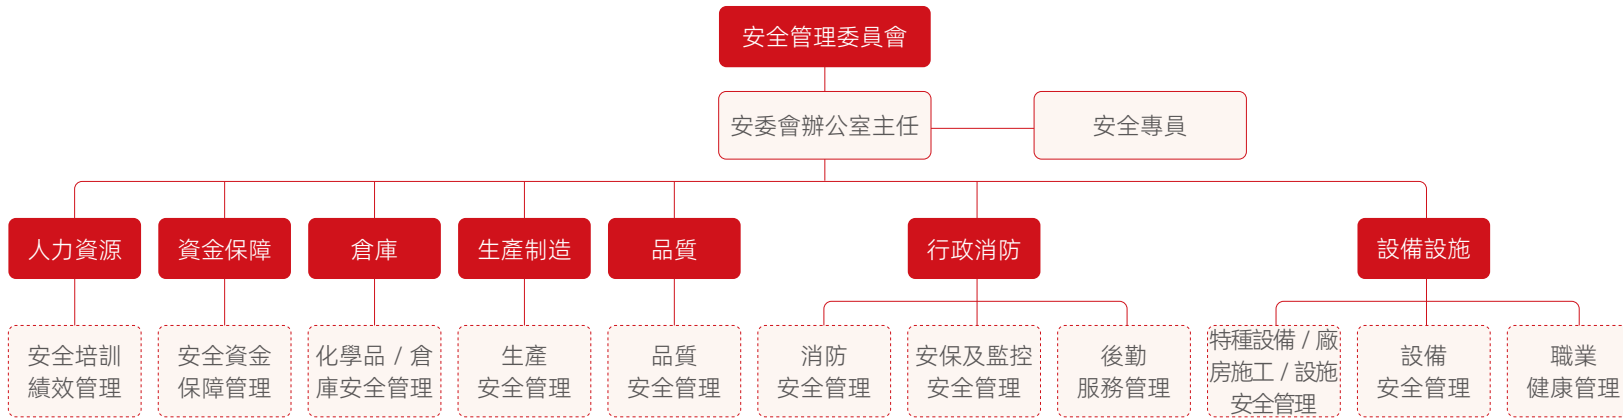 安全管理委員會
安委會辦公室主任
安全專員
人力資源
資金保障
倉庫
生產制造
品質
行政消防
設備設施
安全培訓
績效管理
安全資金
保障管理
化學品 / 倉
庫安全管理
生產
安全管理
品質
安全管理
消防
安全管理
安保及監控
安全管理
後勤
服務管理
特種設備 / 廠
房施工 / 設施
安全管理
設備
安全管理
職業
健康管理